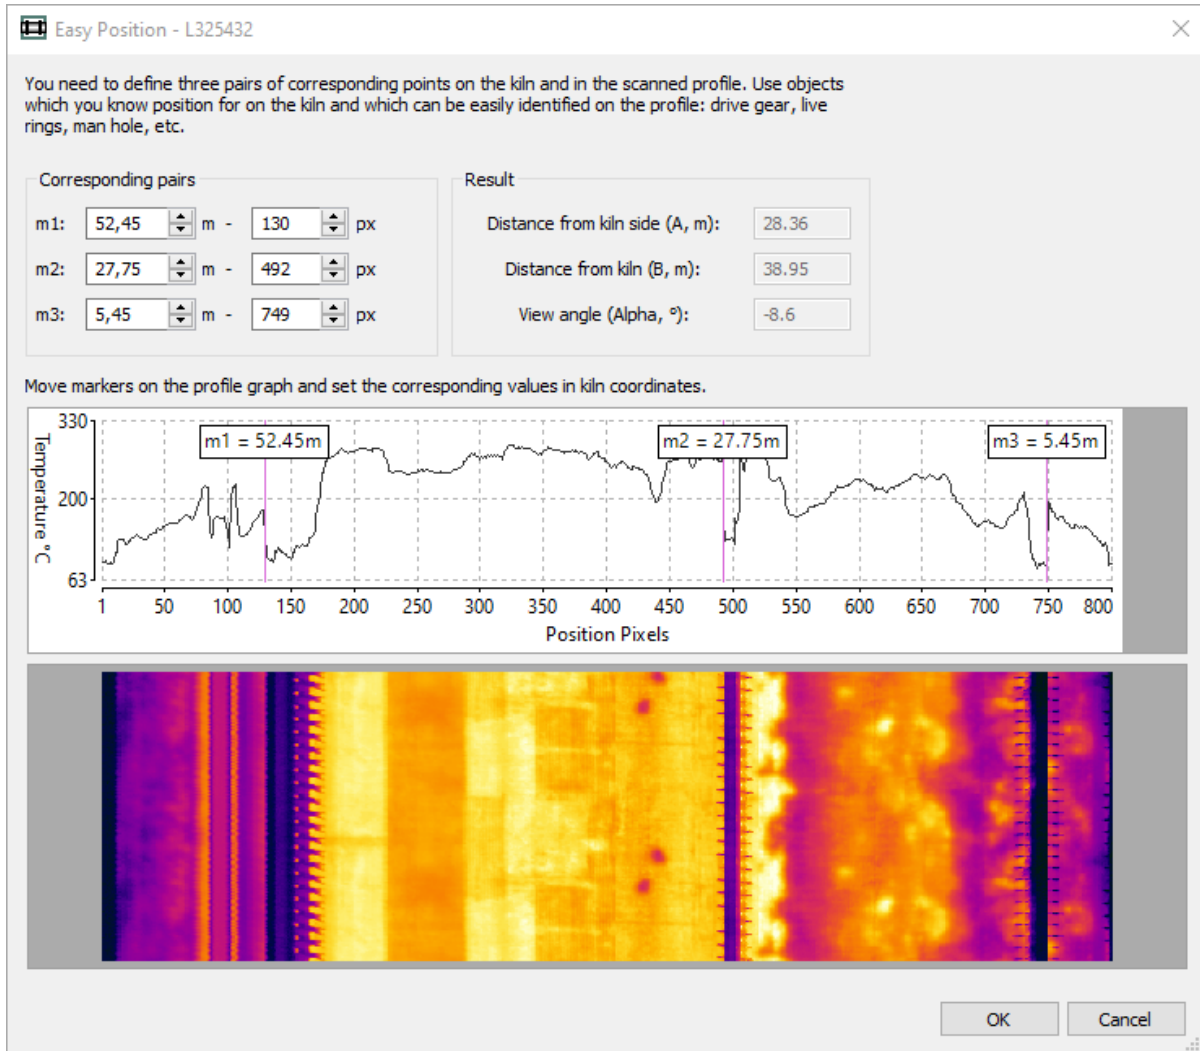 Easy Position - L325432
You need to define three pairs of corresponding points on the kiln and in the scanned profile. Use objects
which you know position for on the kiln and which can be easily identified on the profile: drive gear, live
rings, man hole, etc.
Corresponding pairs
m1: 52,45 m - 130 px
m2: 27,75 m - 492 px
m3: 5,45 m - 749 px
Result
Distance from kiln side (A, m): 28.36
Distance from kiln (B, m): 38.95
View angle (Alpha, º): -8.6
Move markers on the profile graph and set the corresponding values in kiln coordinates.
Temperature °C
330
200
63
m1 = 52.45m
m2 = 27.75m
m3 = 5.45m
1 50 100 150 200 250 300 350 400 450 500 550 600 650 700 750 800
Position Pixels
OK
Cancel